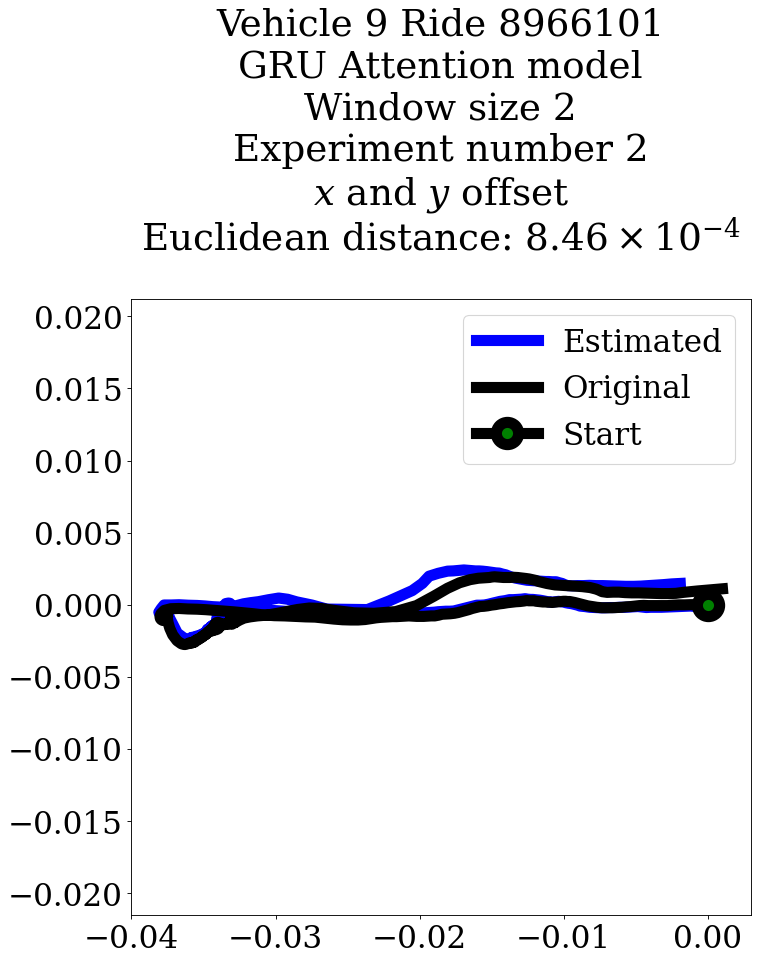 Vehicle 9 Ride 8966101
GRU Attention model
Window size 2
Experiment number 2
x and y offset
Euclidean distance: 8.46 × 10⁻⁴
Estimated
Original
Start
0.020
0.015
0.010
0.005
0.000
−0.005
−0.010
−0.015
−0.020
−0.04 −0.03 −0.02 −0.01 0.00